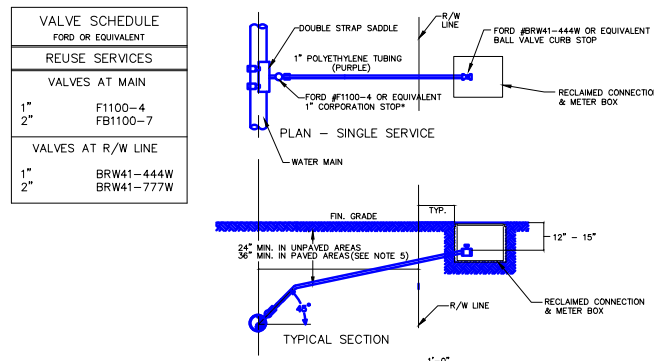 VALVE SCHEDULE
FORD OR EQUIVALENT
REUSE SERVICES
VALVES AT MAIN
1" F1100-4
2" FB1100-7
VALVES AT R/W LINE
1" BRW41-444W
2" BRW41-777W
R/W
LINE
DOUBLE STRAP SADDLE
FORD #BRW41-444W OR EQUIVALENT
BALL VALVE CURB STOP
1" POLYETHYLENE TUBING
(PURPLE)
FORD #F1100-4 OR EQUIVALENT
1" CORPORATION STOP*
RECLAIMED CONNECTION
& METER BOX
PLAN - SINGLE SERVICE
WATER MAIN
TYP.
FIN. GRADE
12" - 15"
24" MIN. IN UNPAVED AREAS
36" MIN. IN PAVED AREAS(SEE NOTE 5)
45°
R/W LINE
RECLAIMED CONNECTION
& METER BOX
TYPICAL SECTION
1'-0"